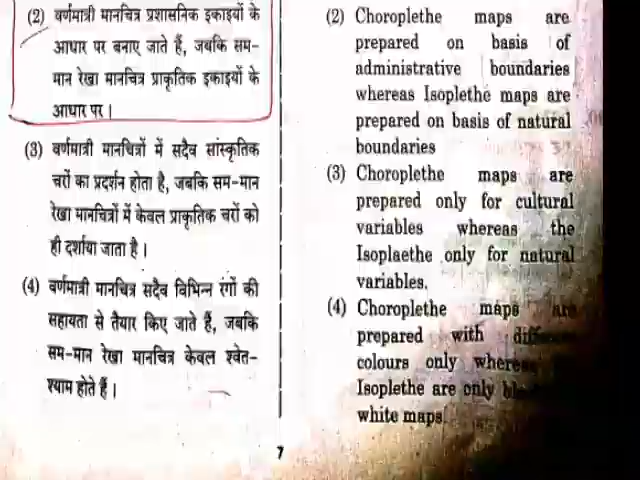 (2) वर्णमात्री मानचित्र प्रशासनिक इकाइयों के
आधार पर बनाए जाते हैं, जबकि सम-
मान रेखा मानचित्र प्राकृतिक इकाइयों के
आधार पर ।
(3) वर्णमात्री मानचित्रों में सदैव सांस्कृतिक
चरों का प्रदर्शन होता है, जबकि सम-मान
रेखा मानचित्रों में केवल प्राकृतिक चरों को
ही दर्शाया जाता है ।
(4) वर्णमात्री मानचित्र सदैव विभिन्न रंगों की
सहायता से तैयार किए जाते हैं, जबकि
सम-मान रेखा मानचित्र केवल श्वेत-
श्याम होते हैं ।
(2) Choroplethe maps are
prepared on basis of
administrative boundaries
whereas Isoplethe maps are
prepared on basis of natural
boundaries
(3) Choroplethe maps are
prepared only for cultural
variables whereas the
Isoplaethe only for natural
variables.
(4) Choroplethe maps are
prepared with different
colours only whereas
Isoplethe are only
white maps.
7